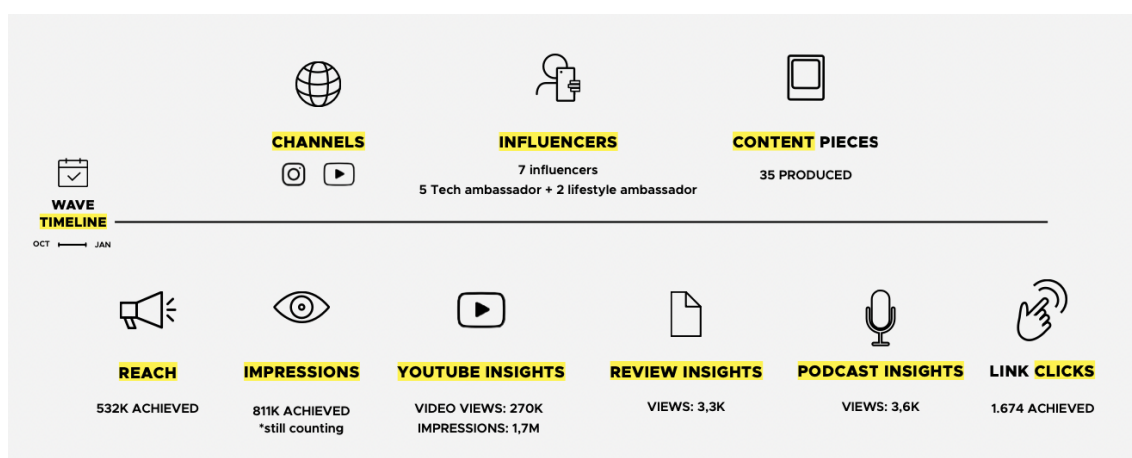 CHANNELS
INFLUENCERS
7 influencers
5 Tech ambassador + 2 lifestyle ambassador
CONTENT PIECES
35 PRODUCED
WAVE
TIMELINE
OCT JAN
REACH
532K ACHIEVED
IMPRESSIONS
811K ACHIEVED
*still counting
YOUTUBE INSIGHTS
VIDEO VIEWS: 270K
IMPRESSIONS: 1,7M
REVIEW INSIGHTS
VIEWS: 3,3K
PODCAST INSIGHTS
VIEWS: 3,6K
LINK CLICKS
1.674 ACHIEVED